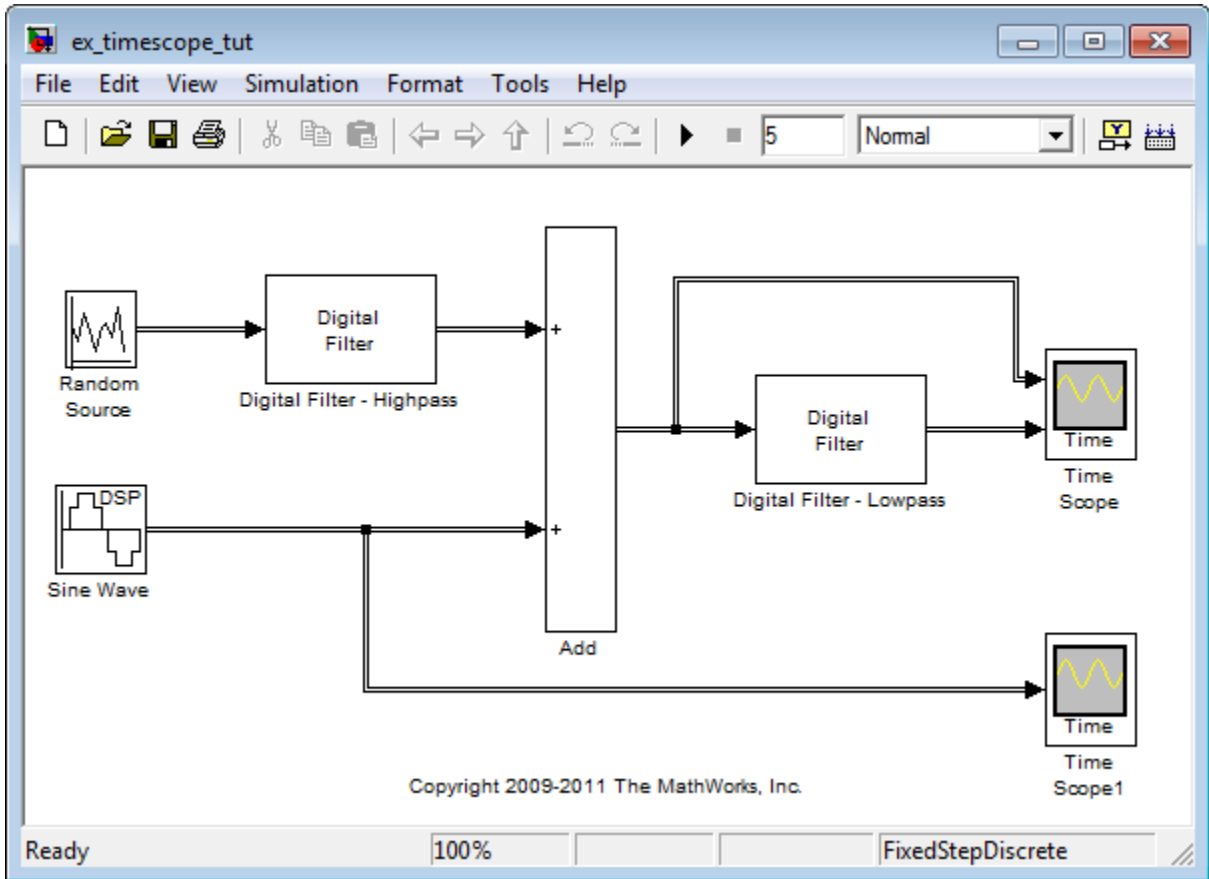 ex_timescope_tut
File Edit View Simulation Format Tools Help
5 Normal
Y
Digital
Filter
+
Random
Source
Digital Filter - Highpass
Digital
Filter
Time
Time
Scope
Digital Filter - Lowpass
DSP
+
Sine Wave
Add
Time
Time
Scope1
Copyright 2009-2011 The MathWorks, Inc.
Ready 100% FixedStepDiscrete